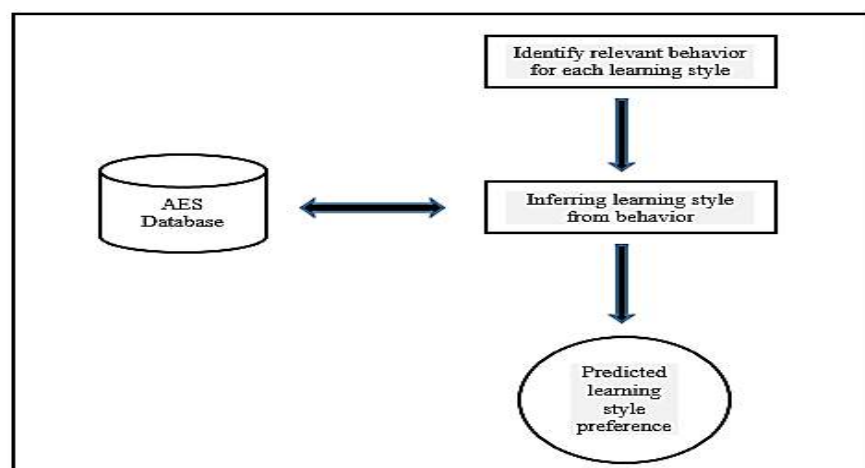 Identify relevant behavior
for each learning style
AES
Database
Inferring learning style
from behavior
Predicted
learning
style
preference